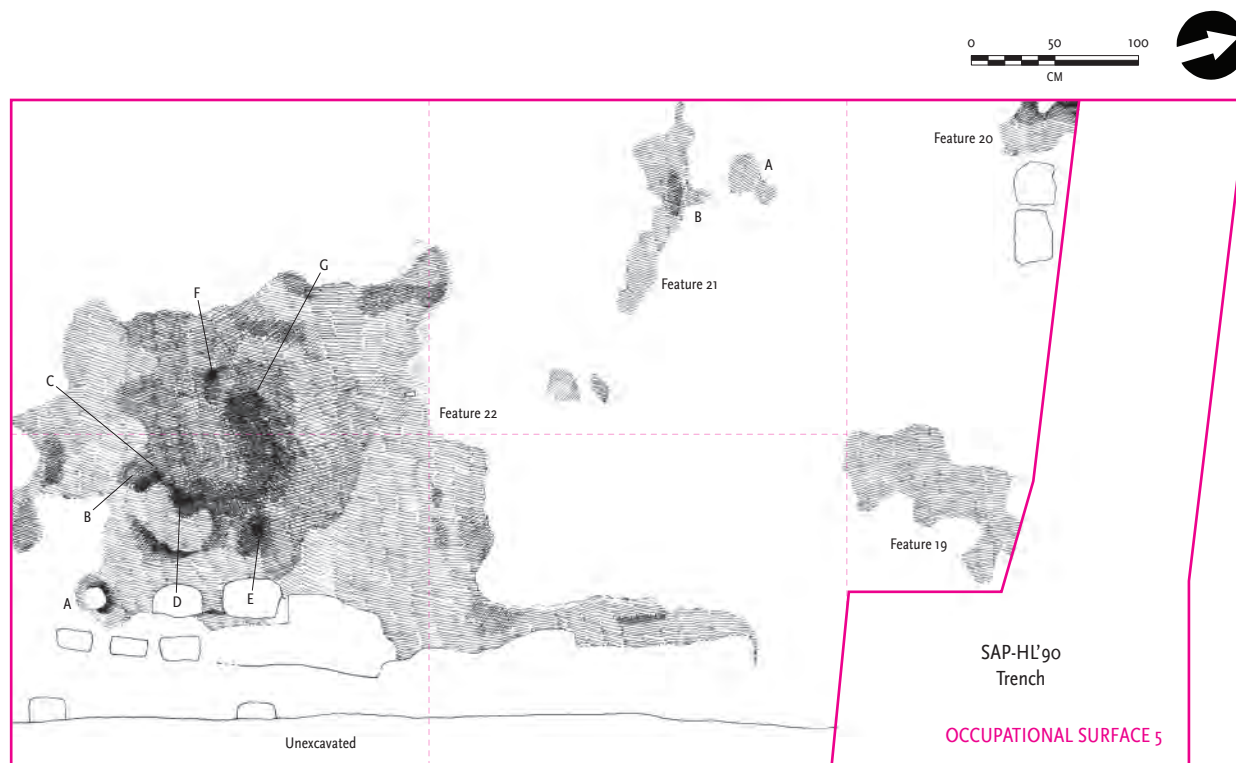 0 50 100
CM
Feature 20
A
B
G
Feature 21
F
C
Feature 22
B
Feature 19
A
D
E
SAP-HL'90
Trench
OCCUPATIONAL SURFACE 5
Unexcavated